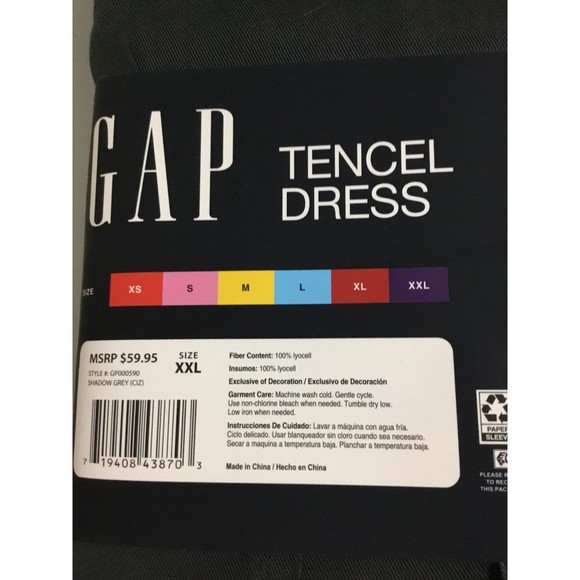 GAP
TENCEL
DRESS
SIZE
XS S M L XL XXL
MSRP $59.95
STYLE #: GP000590
SHADOW GREY (CIZ)
SIZE
XXL
7 19408 43870 3
Fiber Content: 100% lyocell
Insumos: 100% lyocell
Exclusive of Decoration / Exclusivo de Decoración
Garment Care: Machine wash cold. Gentle cycle.
Use non-chlorine bleach when needed. Tumble dry low.
Low iron when needed.
Instrucciones De Cuidado: Lavar a máquina con agua fria.
Ciclo delicado. Usar blanqueador sin cloro cuando sea necesario.
Secar a maquina a temperatura baja. Planchar a temperatura baja.
Made in China / Hecho en China
PAPER
SLEEV
PLEASE
TO REC
THIS PAC